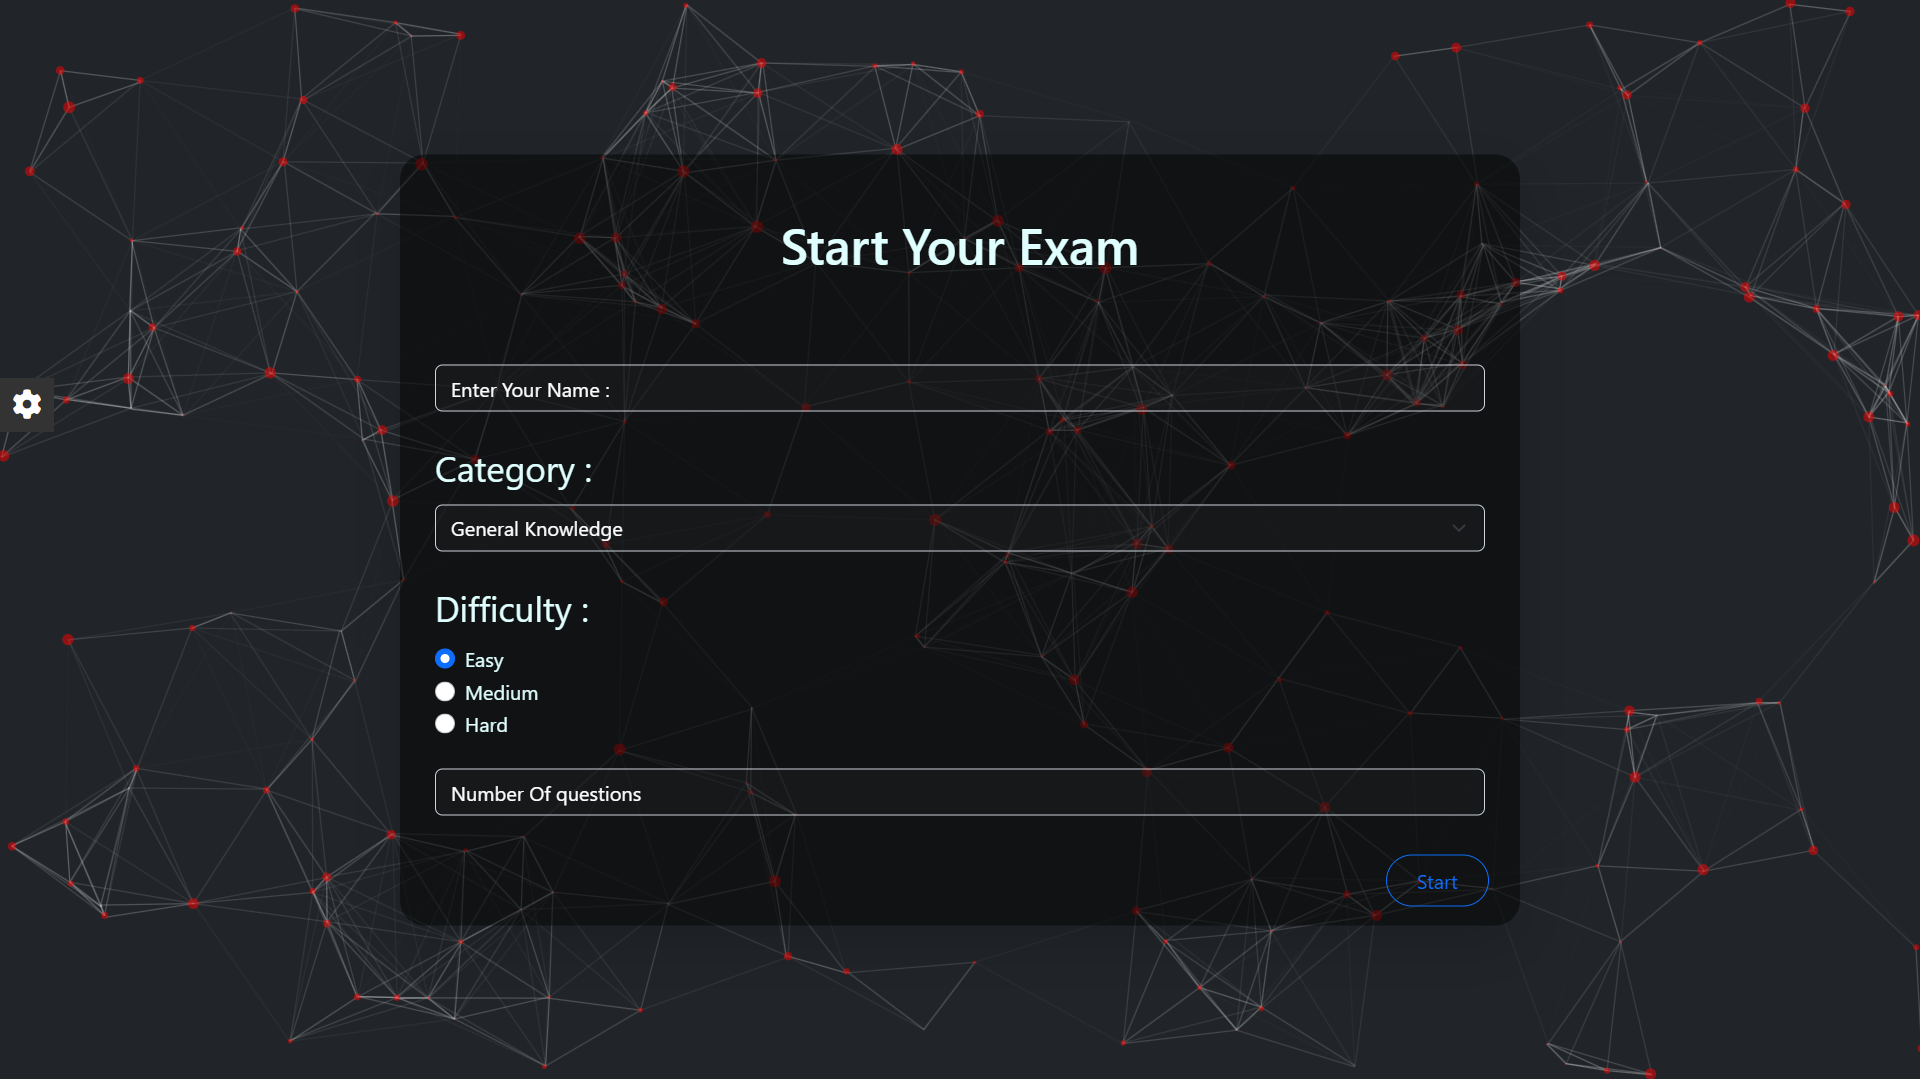 Start Your Exam
Enter Your Name :
Category :
General Knowledge
Difficulty :
Easy
Medium
Hard
Number Of questions
Start